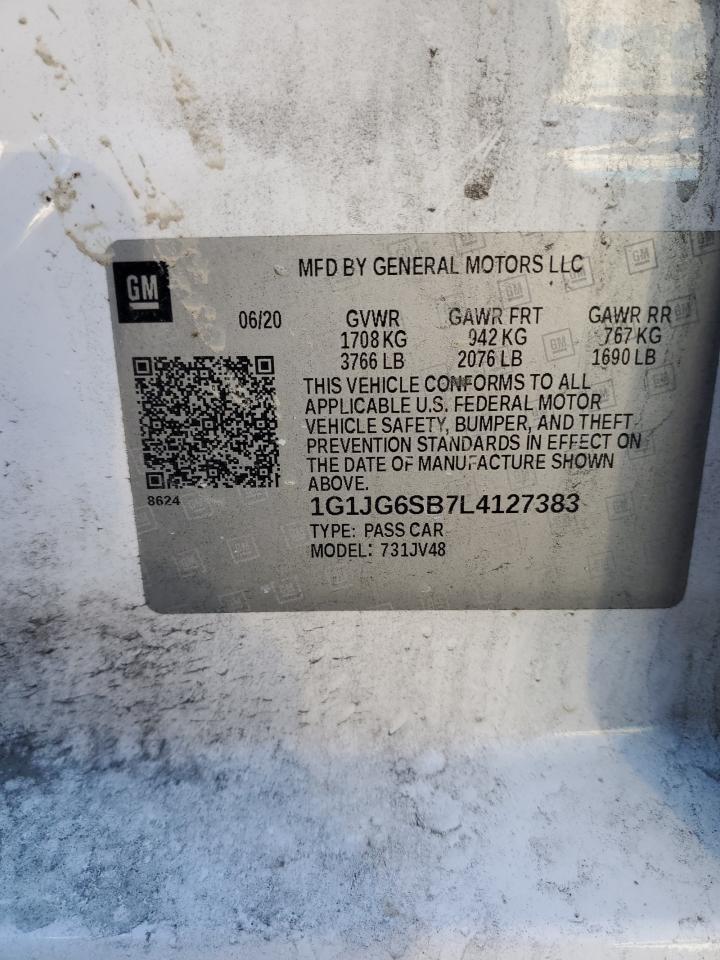 MFD BY GENERAL MOTORS LLC
GM
06/20 GVWR GAWR FRT GAWR RR
1708 KG 942 KG 767 KG
3766 LB 2076 LB 1690 LB
THIS VEHICLE CONFORMS TO ALL
APPLICABLE U.S. FEDERAL MOTOR
VEHICLE SAFETY, BUMPER, AND THEFT
PREVENTION STANDARDS IN EFFECT ON
THE DATE OF MANUFACTURE SHOWN
ABOVE.
8624
1G1JG6SB7L4127383
TYPE: PASS CAR
MODEL: 731JV48